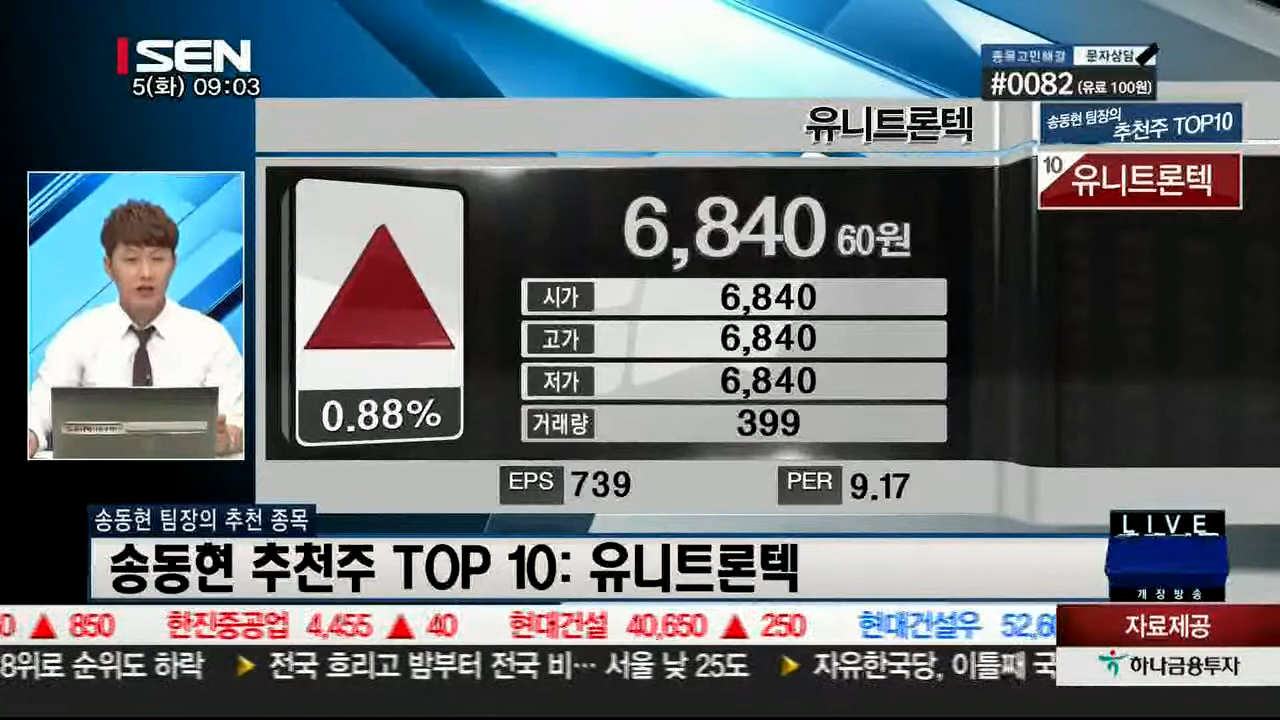 SEN
5(화) 09:03
종목고민해결 문자상담
#0082 (유료 100원)
유니트론텍
송동현 팀장의
추천주 TOP10
10 유니트론텍
6,840 60원
시가 6,840
고가 6,840
저가 6,840
거래량 399
0.88%
EPS 739 PER 9.17
송동현 팀장의 추천 종목
송동현 추천주 TOP 10: 유니트론텍
LIVE
개장방송
0 ▲ 850 한진중공업 4,455 ▲ 40 현대건설 40,650 ▲ 250 현대건설우 52,6
자료제공
8위로 순위도 하락 ▶ 전국 흐리고 밤부터 전국 비… 서울 낮 25도 ▶ 자유한국당, 이틀째 국
하나금융투자